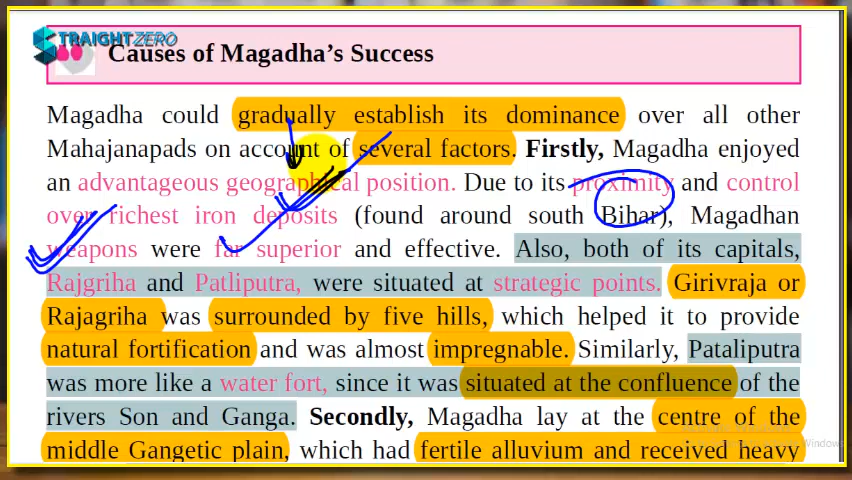 STRAIGHTZERO
Causes of Magadha's Success
Magadha could gradually establish its dominance over all other
Mahajanapads on account of several factors. Firstly, Magadha enjoyed
an advantageous geographical position. Due to its proximity and control
over richest iron deposits (found around south Bihar), Magadhan
weapons were far superior and effective. Also, both of its capitals,
Rajgriha and Patliputra, were situated at strategic points. Girivraja or
Rajagriha was surrounded by five hills, which helped it to provide
natural fortification and was almost impregnable. Similarly, Pataliputra
was more like a water fort, since it was situated at the confluence of the
rivers Son and Ganga. Secondly, Magadha lay at the centre of the
middle Gangetic plain, which had fertile alluvium and received heavy